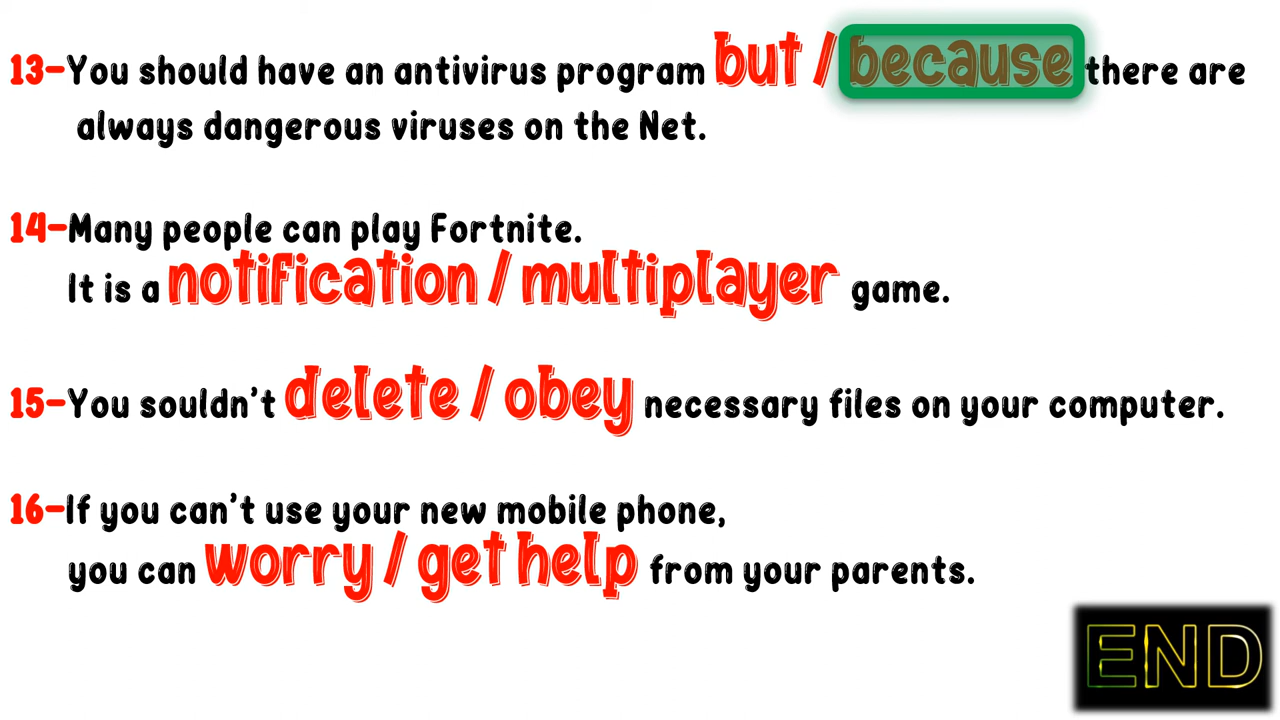 13-You should have an antivirus program but / because there are
always dangerous viruses on the Net.
14-Many people can play Fortnite.
It is a notification / multiplayer game.
15-You souldn't delete / obey necessary files on your computer.
16-If you can't use your new mobile phone,
you can worry / get help from your parents.
END